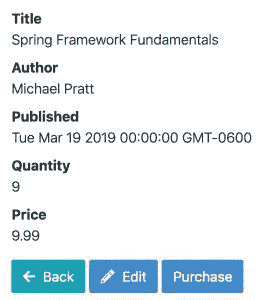 Title
Spring Framework Fundamentals
Author
Michael Pratt
Published
Tue Mar 19 2019 00:00:00 GMT-0600
Quantity
9
Price
9.99
Back Edit Purchase